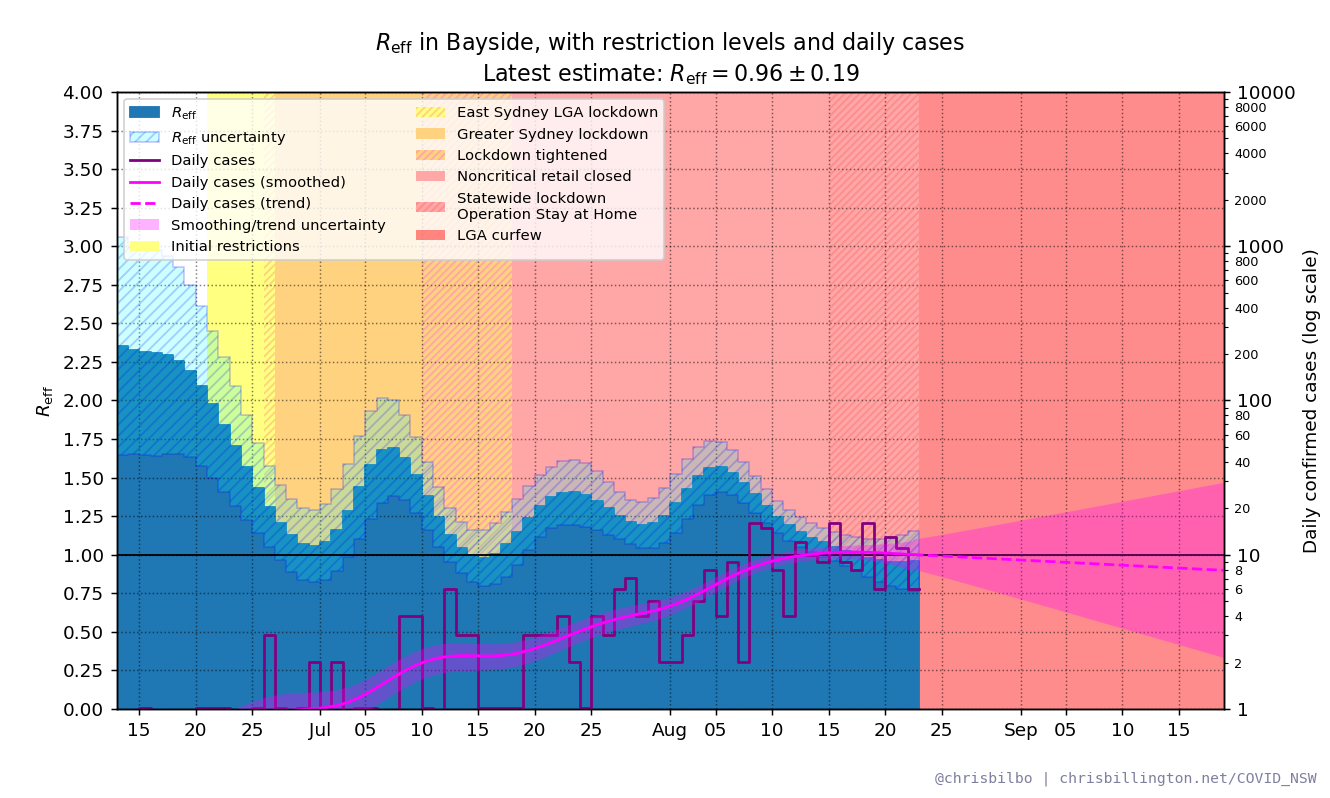 Reff in Bayside, with restriction levels and daily cases
Latest estimate: Reff = 0.96 ± 0.19
4.00
3.75
3.50
3.25
3.00
2.75
2.50
2.25
2.00
1.75
1.50
1.25
1.00
0.75
0.50
0.25
0.00
Reff
Reff
Reff uncertainty
Daily cases
Daily cases (smoothed)
Daily cases (trend)
Smoothing/trend uncertainty
Initial restrictions
East Sydney LGA lockdown
Greater Sydney lockdown
Lockdown tightened
Noncritical retail closed
Statewide lockdown
Operation Stay at Home
LGA curfew
10000
8000
6000
4000
2000
1000
800
600
400
200
100
80
60
40
20
10
8
6
4
2
1
Daily confirmed cases (log scale)
15 20 25 Jul 05 10 15 20 25 Aug 05 10 15 20 25 Sep 05 10 15
@chrisbilbo | chrisbillington.net/COVID_NSW